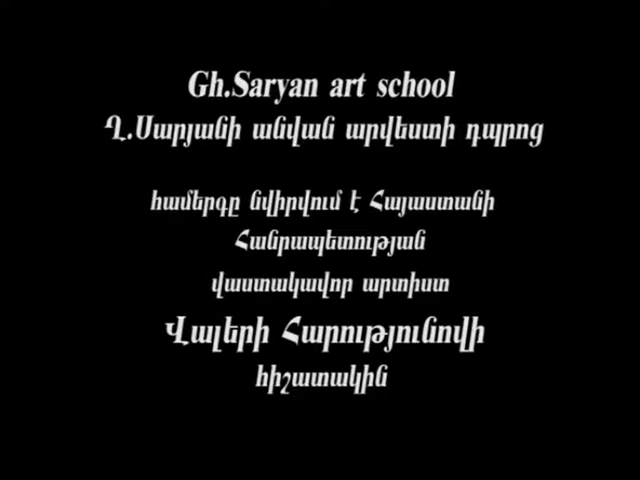 Gh.Saryan art school
Ղ.Սարյանի անվան արվեստի դպրոց
համերգը նվիրվում է Հայաստանի
Հանրապետության
վաստակավոր արտիստ
Վալերի Հարությունովի
հիշատակին